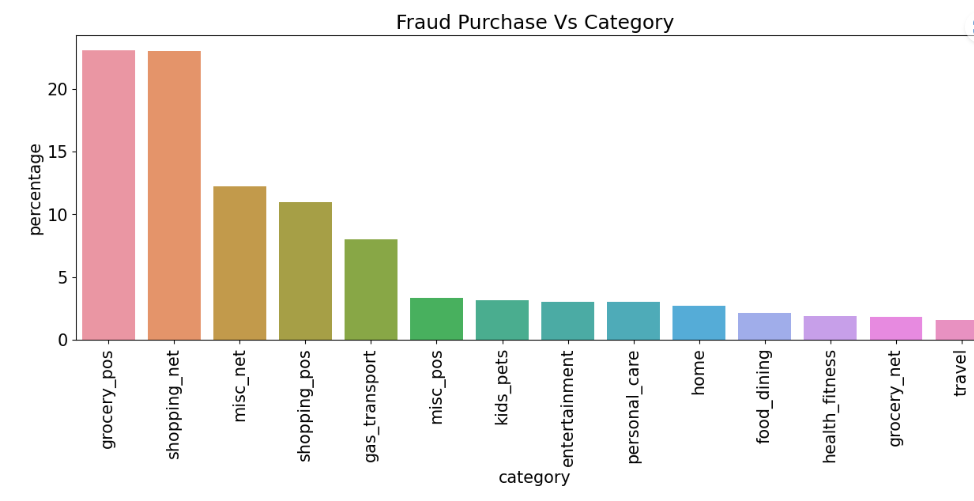 Fraud Purchase Vs Category
percentage
20
15
10
5
0
grocery_pos
shopping_net
misc_net
shopping_pos
gas_transport
misc_pos
kids_pets
entertainment
personal_care
home
food_dining
health_fitness
grocery_net
travel
category